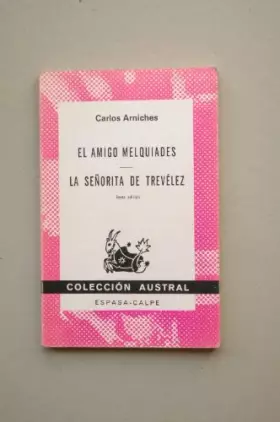 Carlos Arniches
EL AMIGO MELQUIADES
LA SEÑORITA DE TREVÉLEZ
COLECCIÓN AUSTRAL
ESPASA-CALPE